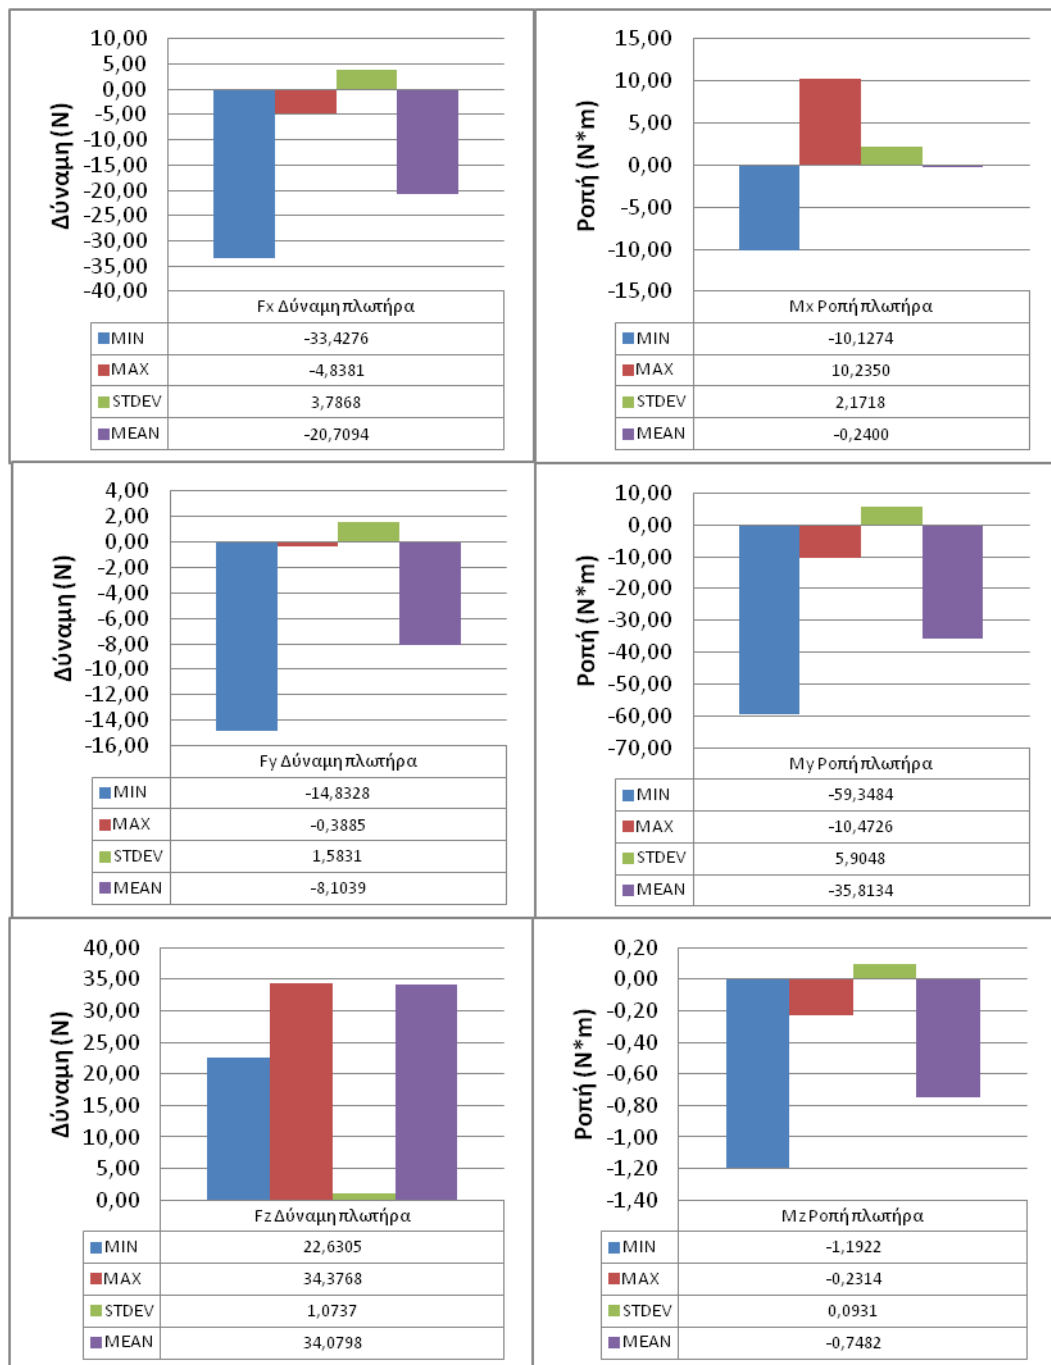 Δύναμη (N)
10,00
5,00
0,00
-5,00
-10,00
-15,00
-20,00
-25,00
-30,00
-35,00
-40,00
Fx Δύναμη πλωτήρα
MIN -33,4276
MAX -4,8381
STDEV 3,7868
MEAN -20,7094
Ροπή (N*m)
15,00
10,00
5,00
0,00
-5,00
-10,00
-15,00
Mx Ροπή πλωτήρα
MIN -10,1274
MAX 10,2350
STDEV 2,1718
MEAN -0,2400
Δύναμη (N)
4,00
2,00
0,00
-2,00
-4,00
-6,00
-8,00
-10,00
-12,00
-14,00
-16,00
Fy Δύναμη πλωτήρα
MIN -14,8328
MAX -0,3885
STDEV 1,5831
MEAN -8,1039
Ροπή (N*m)
10,00
0,00
-10,00
-20,00
-30,00
-40,00
-50,00
-60,00
-70,00
My Ροπή πλωτήρα
MIN -59,3484
MAX -10,4726
STDEV 5,9048
MEAN -35,8134
Δύναμη (N)
40,00
35,00
30,00
25,00
20,00
15,00
10,00
5,00
0,00
Fz Δύναμη πλωτήρα
MIN 22,6305
MAX 34,3768
STDEV 1,0737
MEAN 34,0798
Ροπή (N*m)
0,20
0,00
-0,20
-0,40
-0,60
-0,80
-1,00
-1,20
-1,40
Mz Ροπή πλωτήρα
MIN -1,1922
MAX -0,2314
STDEV 0,0931
MEAN -0,7482